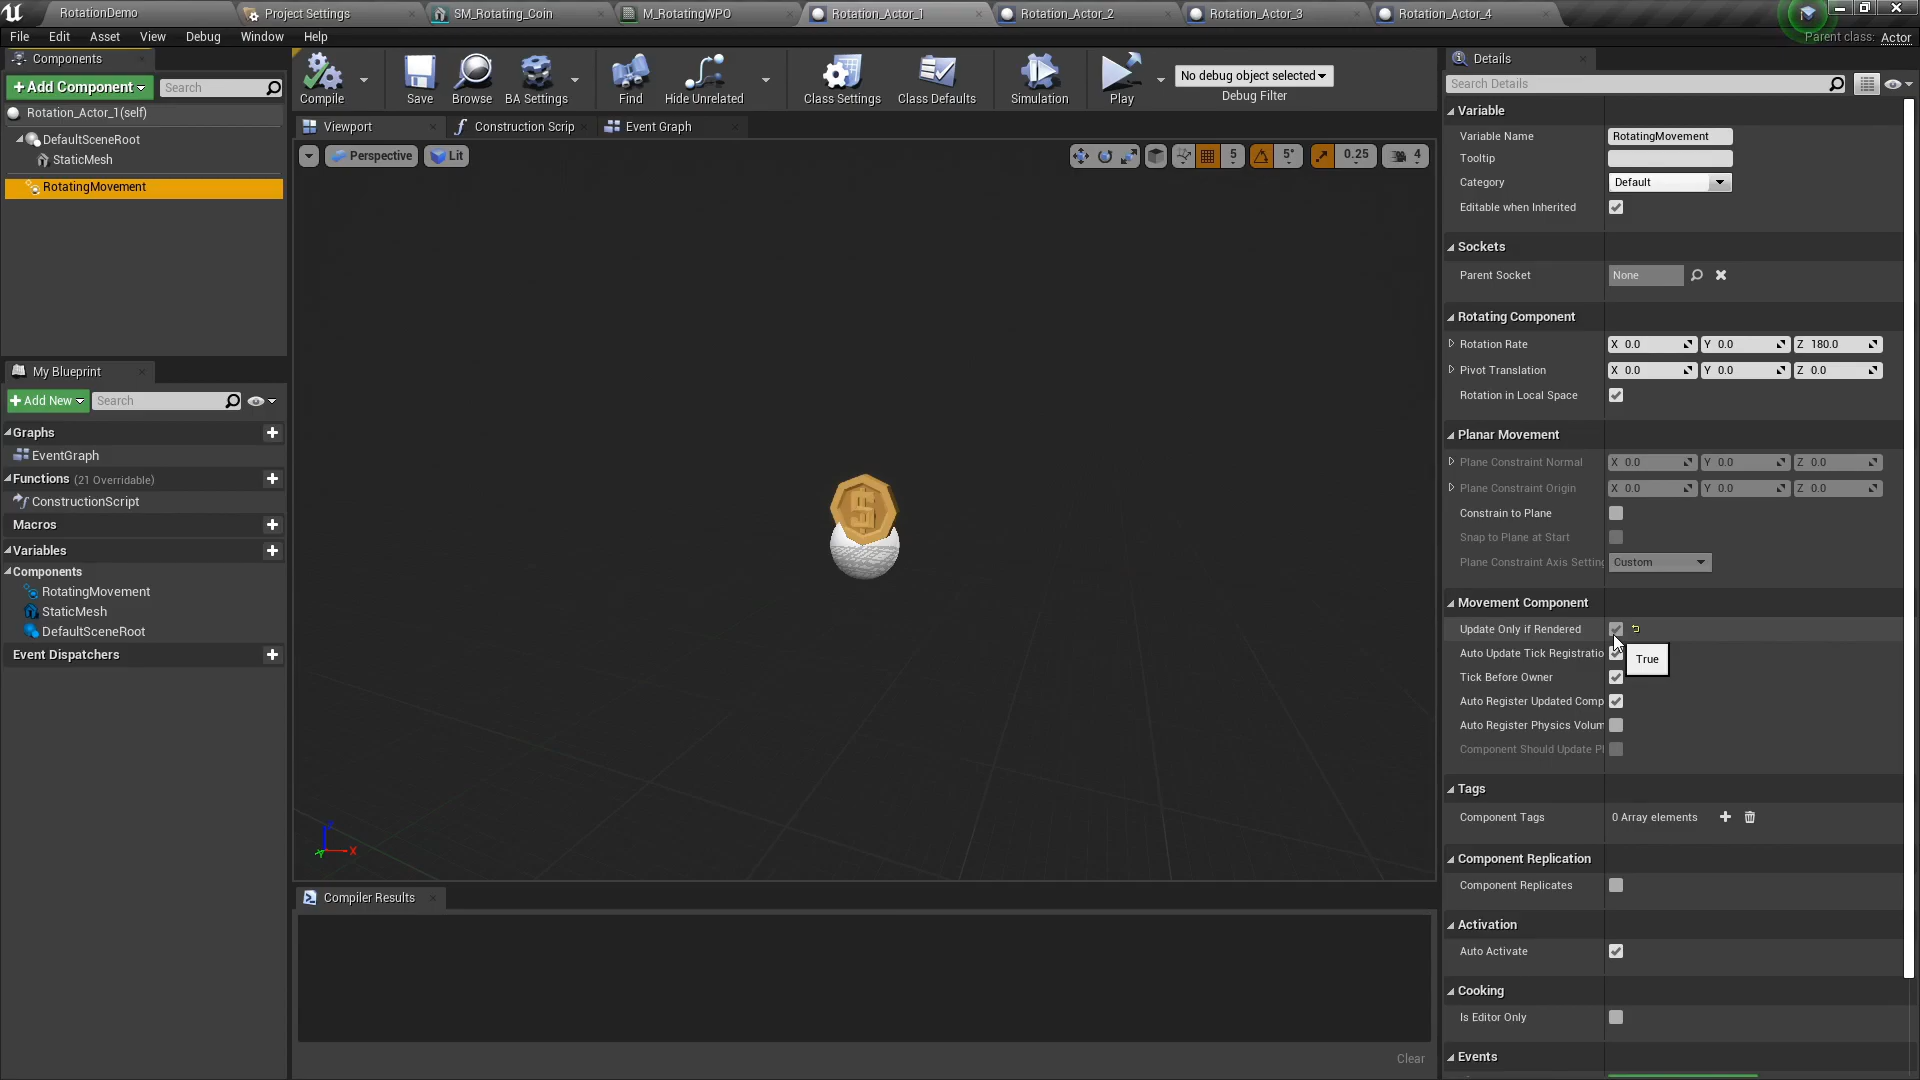 RotationDemo
Project Settings
SM_Rotating_Coin
M_RotatingWPO
Rotation_Actor_1
Rotation_Actor_2
Rotation_Actor_3
Rotation_Actor_4
File Edit Asset View Debug Window Help
Parent class: Actor
Components
+ Add Component
Search
Rotation_Actor_1(self)
DefaultSceneRoot
StaticMesh
RotatingMovement
My Blueprint
+ Add New
Search
Graphs
EventGraph
Functions (21 Overridable)
ConstructionScript
Macros
Variables
Components
RotatingMovement
StaticMesh
DefaultSceneRoot
Event Dispatchers
Compile
Save
Browse
BA Settings
Find
Hide Unrelated
Class Settings
Class Defaults
Simulation
Play
No debug object selected
Debug Filter
Viewport
Construction Scrip
Event Graph
Perspective
Lit
5
5°
0.25
4
$
Z
X
Y
Compiler Results
Clear
Details
Search Details
Variable
Variable Name RotatingMovement
Tooltip
Category Default
Editable when Inherited
Sockets
Parent Socket None
Rotating Component
Rotation Rate X 0.0 Y 0.0 Z 180.0
Pivot Translation X 0.0 Y 0.0 Z 0.0
Rotation in Local Space
Planar Movement
Plane Constraint Normal X 0.0 Y 0.0 Z 0.0
Plane Constraint Origin X 0.0 Y 0.0 Z 0.0
Constrain to Plane
Snap to Plane at Start
Plane Constraint Axis Setting Custom
Movement Component
Update Only if Rendered
Auto Update Tick Registratio
True
Tick Before Owner
Auto Register Updated Comp
Auto Register Physics Volum
Component Should Update Pl
Tags
Component Tags 0 Array elements
Component Replication
Component Replicates
Activation
Auto Activate
Cooking
Is Editor Only
Events